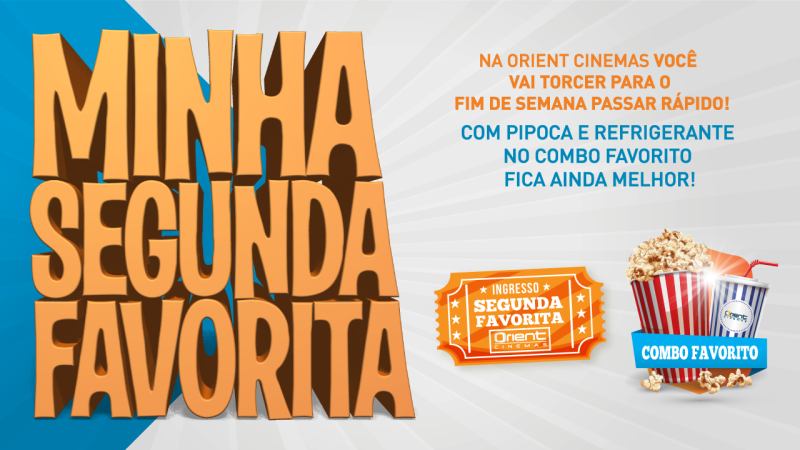 MINHA
SEGUNDA
FAVORITA
NA ORIENT CINEMAS VOCÊ
VAI TORCER PARA O
FIM DE SEMANA PASSAR RÁPIDO!
COM PIPOCA E REFRIGERANTE
NO COMBO FAVORITO
FICA AINDA MELHOR!
INGRESSO
SEGUNDA
FAVORITA
Orient
CINEMAS
Orient
COMBO FAVORITO